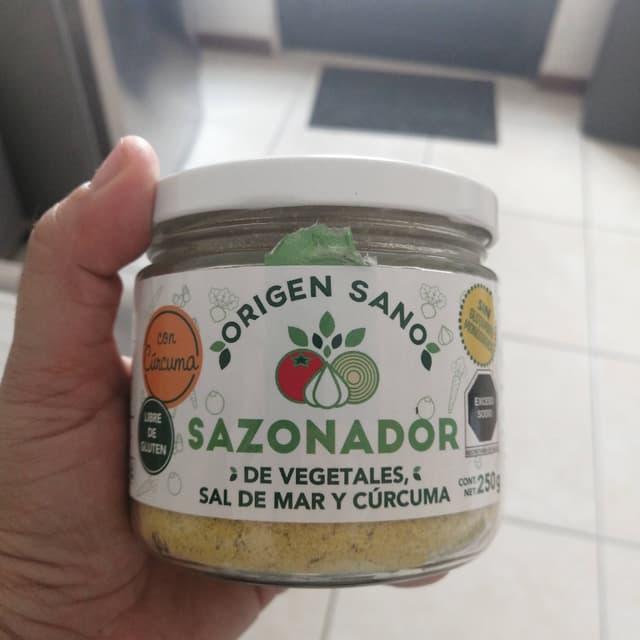 ORIGEN SANO
con
Cúrcuma
LIBRE
DE
GLUTEN
SAZONADOR
DE VEGETALES,
SAL DE MAR Y CÚRCUMA
SIN
EXCESO
SODIO
CONT.
NET. 250g